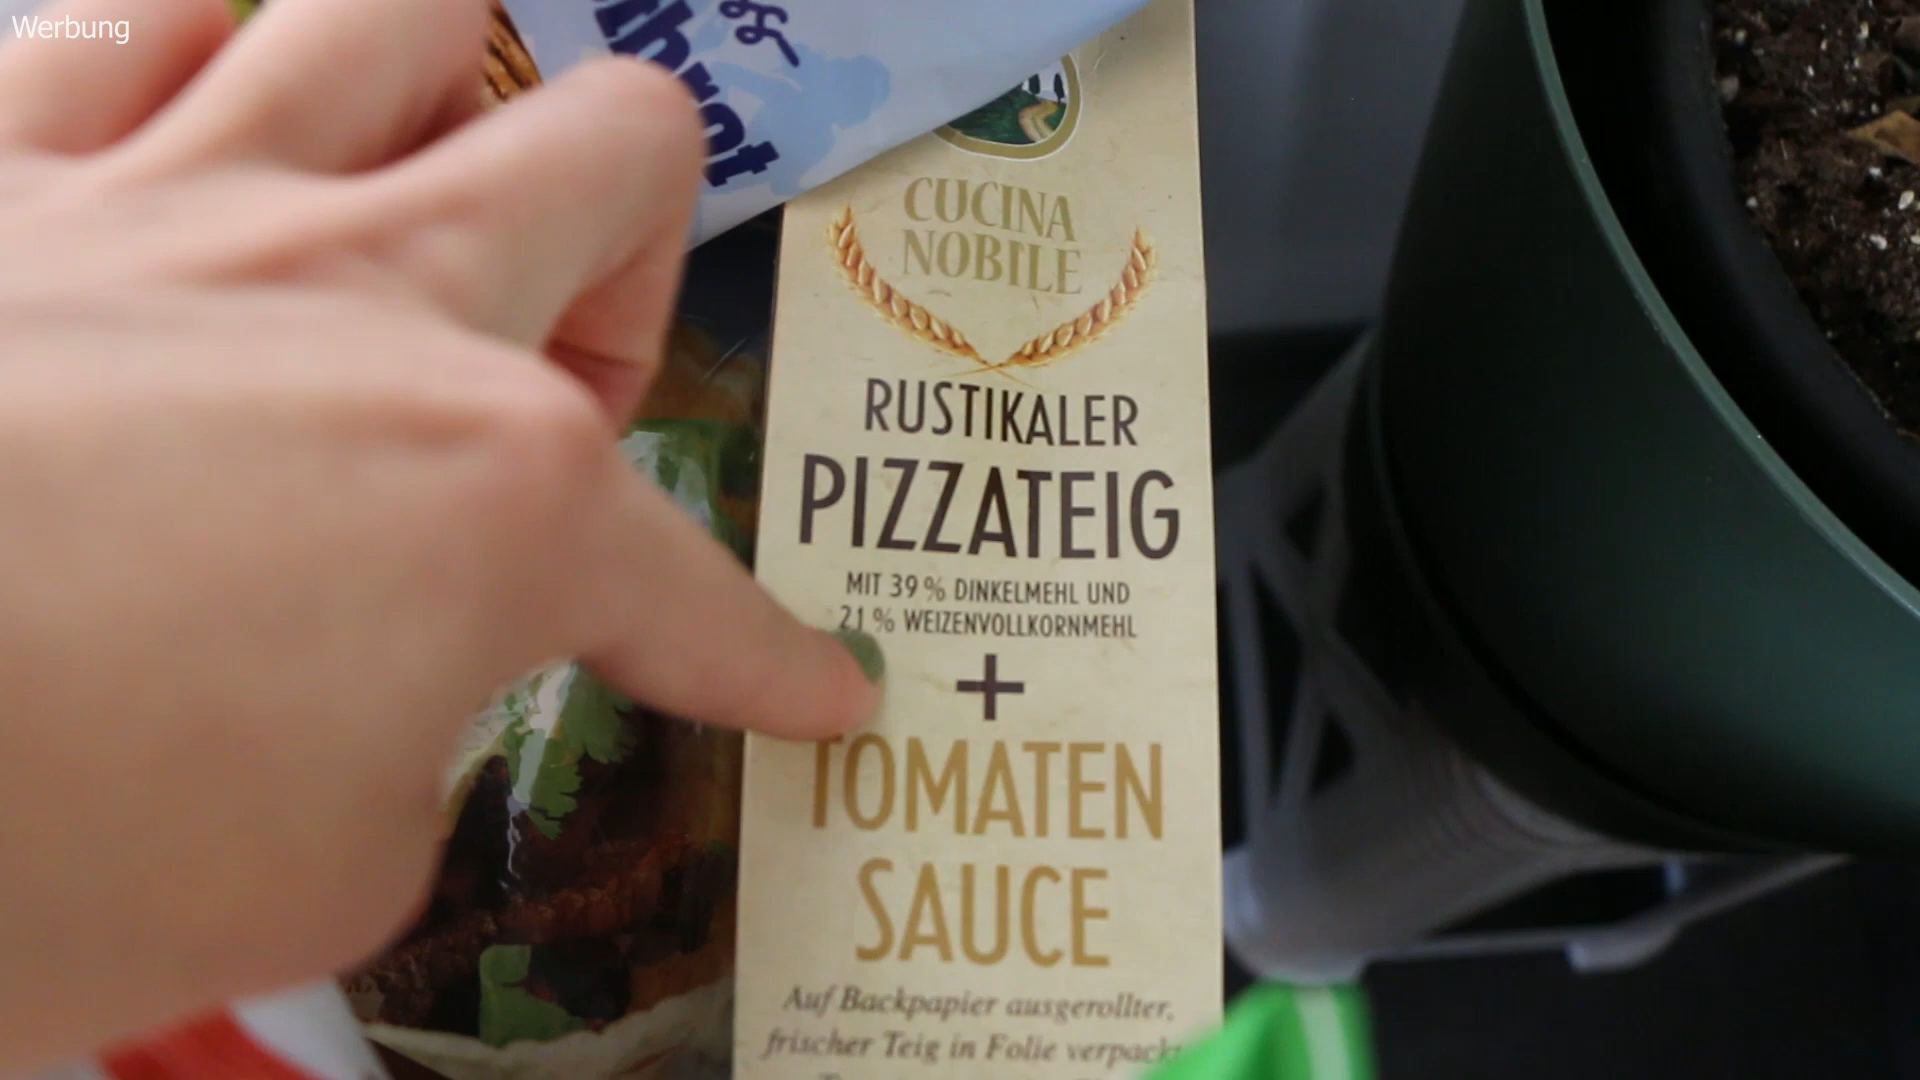 Werbung
CUCINA
NOBILE
RUSTIKALER
PIZZATEIG
MIT 39 % DINKELMEHL UND
21 % WEIZENVOLLKORNMEHL
+
TOMATEN
SAUCE
Auf Backpapier ausgerollter,
frischer Teig in Folie verpackt